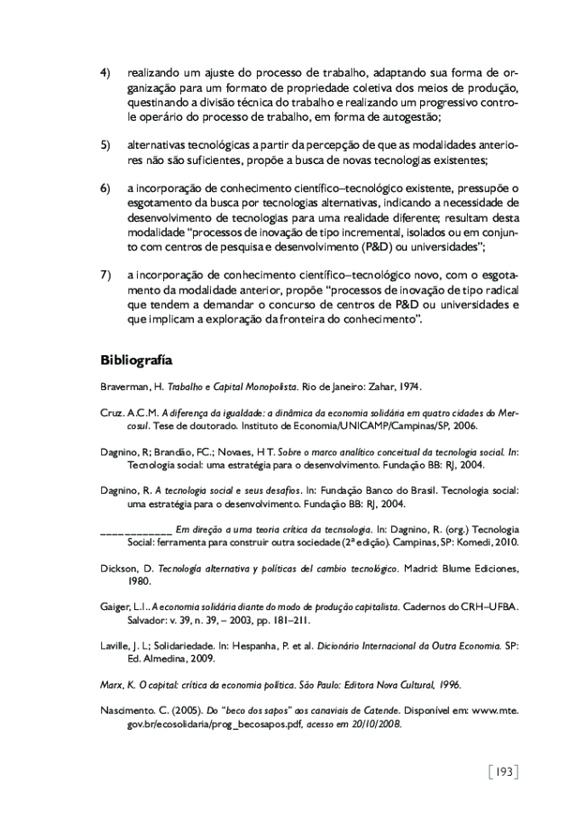 4) realizando um ajuste do processo de trabalho, adaptando sua forma de or-
ganização para um formato de propriedade coletiva dos meios de produção,
questinando a divisão técnica do trabalho e realizando um progressivo contro-
le operário do processo de trabalho, em forma de autogestão;
5) alternativas tecnológicas a partir da percepção de que as modalidades anterio-
res não são suficientes, propõe a busca de novas tecnologias existentes;
6) a incorporação de conhecimento científico–tecnológico existente, pressupõe o
esgotamento da busca por tecnologias alternativas, indicando a necessidade de
desenvolvimento de tecnologias para uma realidade diferente; resultam desta
modalidade “processos de inovação de tipo incremental, isolados ou em conjun-
to com centros de pesquisa e desenvolvimento (P&D) ou universidades”;
7) a incorporação de conhecimento científico–tecnológico novo, com o esgota-
mento da modalidade anterior, propõe “processos de inovação de tipo radical
que tendem a demandar o concurso de centros de P&D ou universidades e
que implicam a exploração da fronteira do conhecimento”.
Bibliografía
Braverman, H. Trabalho e Capital Monopolista. Rio de Janeiro: Zahar, 1974.
Cruz. A.C.M. A diferença da igualdade: a dinâmica da economia solidária em quatro cidades do Mer-
cosul. Tese de doutorado. Instituto de Economia/UNICAMP/Campinas/SP, 2006.
Dagnino, R; Brandão, FC.; Novaes, H T. Sobre o marco analítico conceitual da tecnologia social. In:
Tecnologia social: uma estratégia para o desenvolvimento. Fundação BB: RJ, 2004.
Dagnino, R. A tecnologia social e seus desafios. In: Fundação Banco do Brasil. Tecnologia social:
uma estratégia para o desenvolvimento. Fundação BB: RJ, 2004.
____________ Em direção a uma teoria crítica da tecnsologia. In: Dagnino, R. (org.) Tecnologia
Social: ferramenta para construir outra sociedade (2ª edição). Campinas, SP: Komedi, 2010.
Dickson, D. Tecnología alternativa y políticas del cambio tecnológico. Madrid: Blume Ediciones,
1980.
Gaiger, L.I.. A economia solidária diante do modo de produção capitalista. Cadernos do CRH–UFBA.
Salvador: v. 39, n. 39, – 2003, pp. 181–211.
Laville, J. L; Solidariedade. In: Hespanha, P. et al. Dicionário Internacional da Outra Economia. SP:
Ed. Almedina, 2009.
Marx, K. O capital: crítica da economia política. São Paulo: Editora Nova Cultural, 1996.
Nascimento. C. (2005). Do “beco dos sapos” aos canaviais de Catende. Disponível em: www.mte.
gov.br/ecosolidaria/prog_becosapos.pdf, acesso em 20/10/2008.
[193]